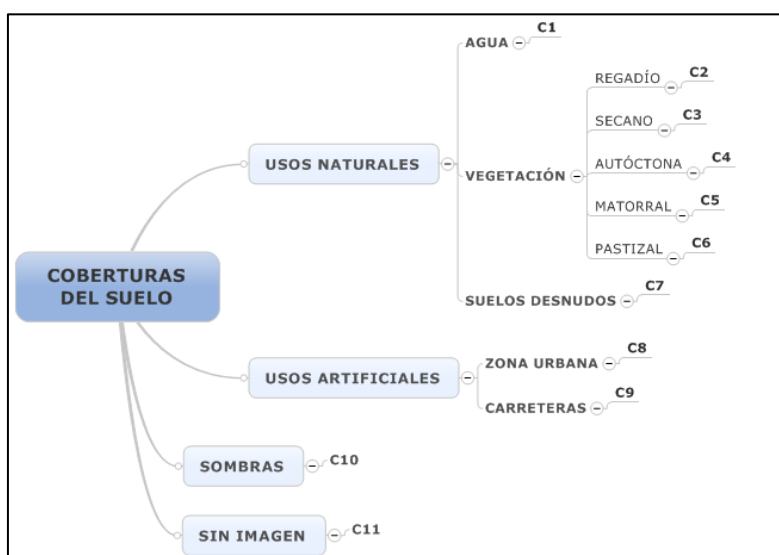 COBERTURAS
DEL SUELO
USOS NATURALES
AGUA C1
VEGETACIÓN
REGADÍO C2
SECANO C3
AUTÓCTONA C4
MATORRAL C5
PASTIZAL C6
SUELOS DESNUDOS C7
USOS ARTIFICIALES
ZONA URBANA C8
CARRETERAS C9
SOMBRAS C10
SIN IMAGEN C11